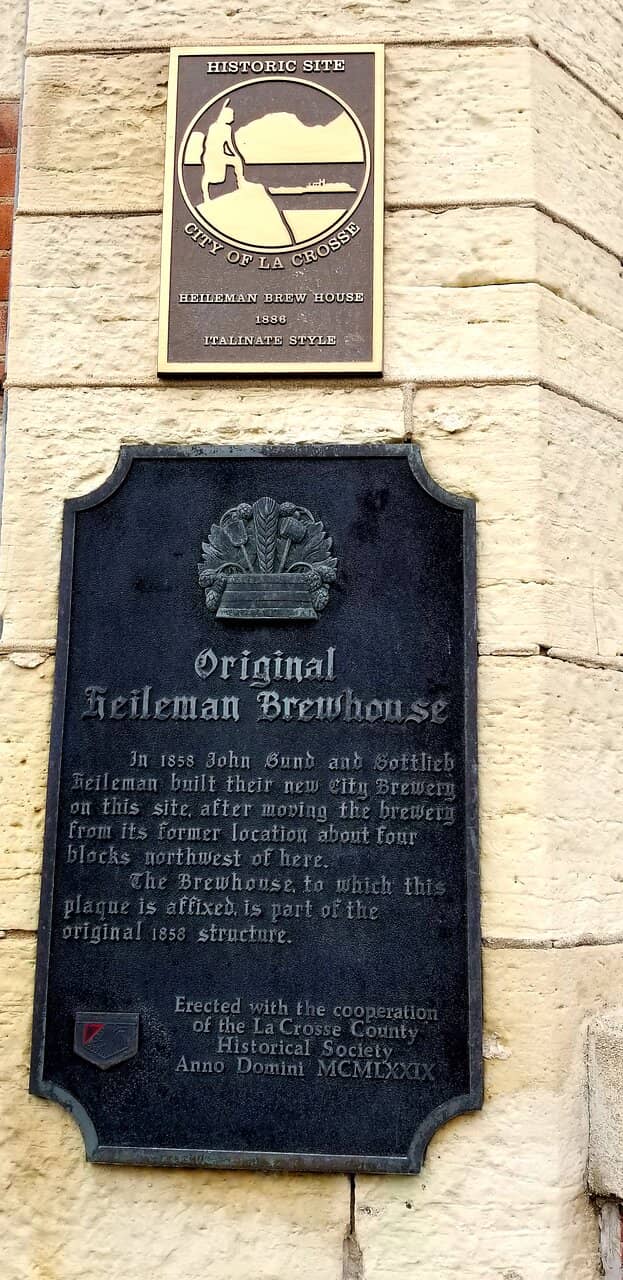 HISTORIC SITE
CITY OF LA CROSSE
HEILEMAN BREW HOUSE
1886
ITALINATE STYLE
Original
Heileman Brewhouse
In 1858 John Gund and Gottlieb
Heileman built their new City Brewery
on this site, after moving the brewery
from its former location about four
blocks northwest of here.
The Brewhouse, to which this
plaque is affixed, is part of the
original 1858 structure.
Erected with the cooperation
of the La Crosse County
Historical Society
Anno Domini MCMLXXIX